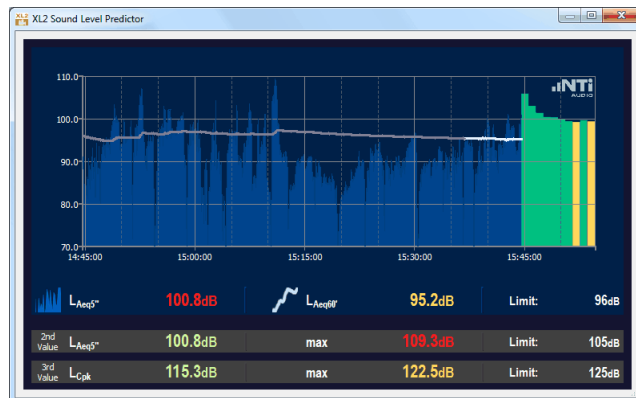 XL2 Sound Level Predictor
NTi
AUDIO
110.0
100.0
90.0
80.0
70.0
14:45:00 15:00:00 15:15:00 15:30:00 15:45:00
LAeq5" 100.8dB LAeq60' 95.2dB Limit: 96dB
2nd Value LAeq5" 100.8dB max 109.3dB Limit: 105dB
3rd Value LCpk 115.3dB max 122.5dB Limit: 125dB